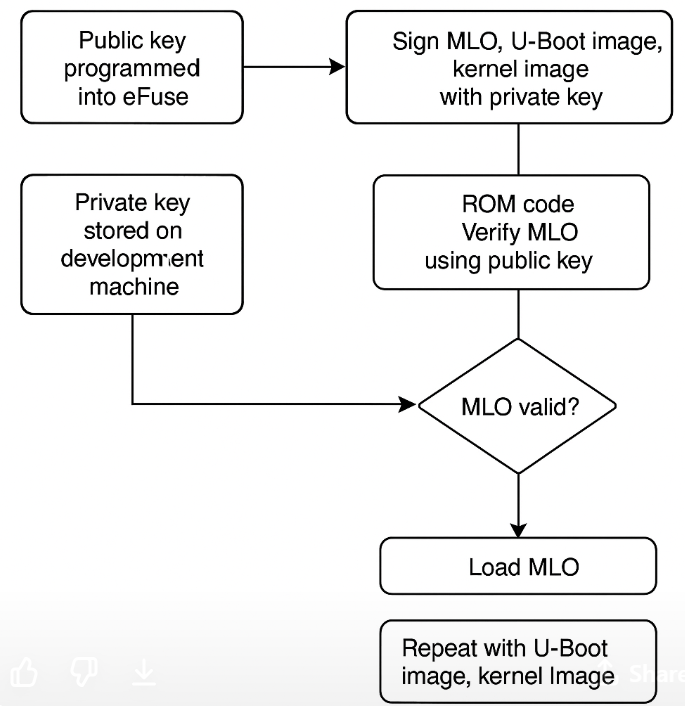 Public key
programmed
into eFuse
Sign MLO, U-Boot image,
kernel image
with private key
Private key
stored on
development
machine
ROM code
Verify MLO
using public key
MLO valid?
Load MLO
Repeat with U-Boot
image, kernel Image
Share